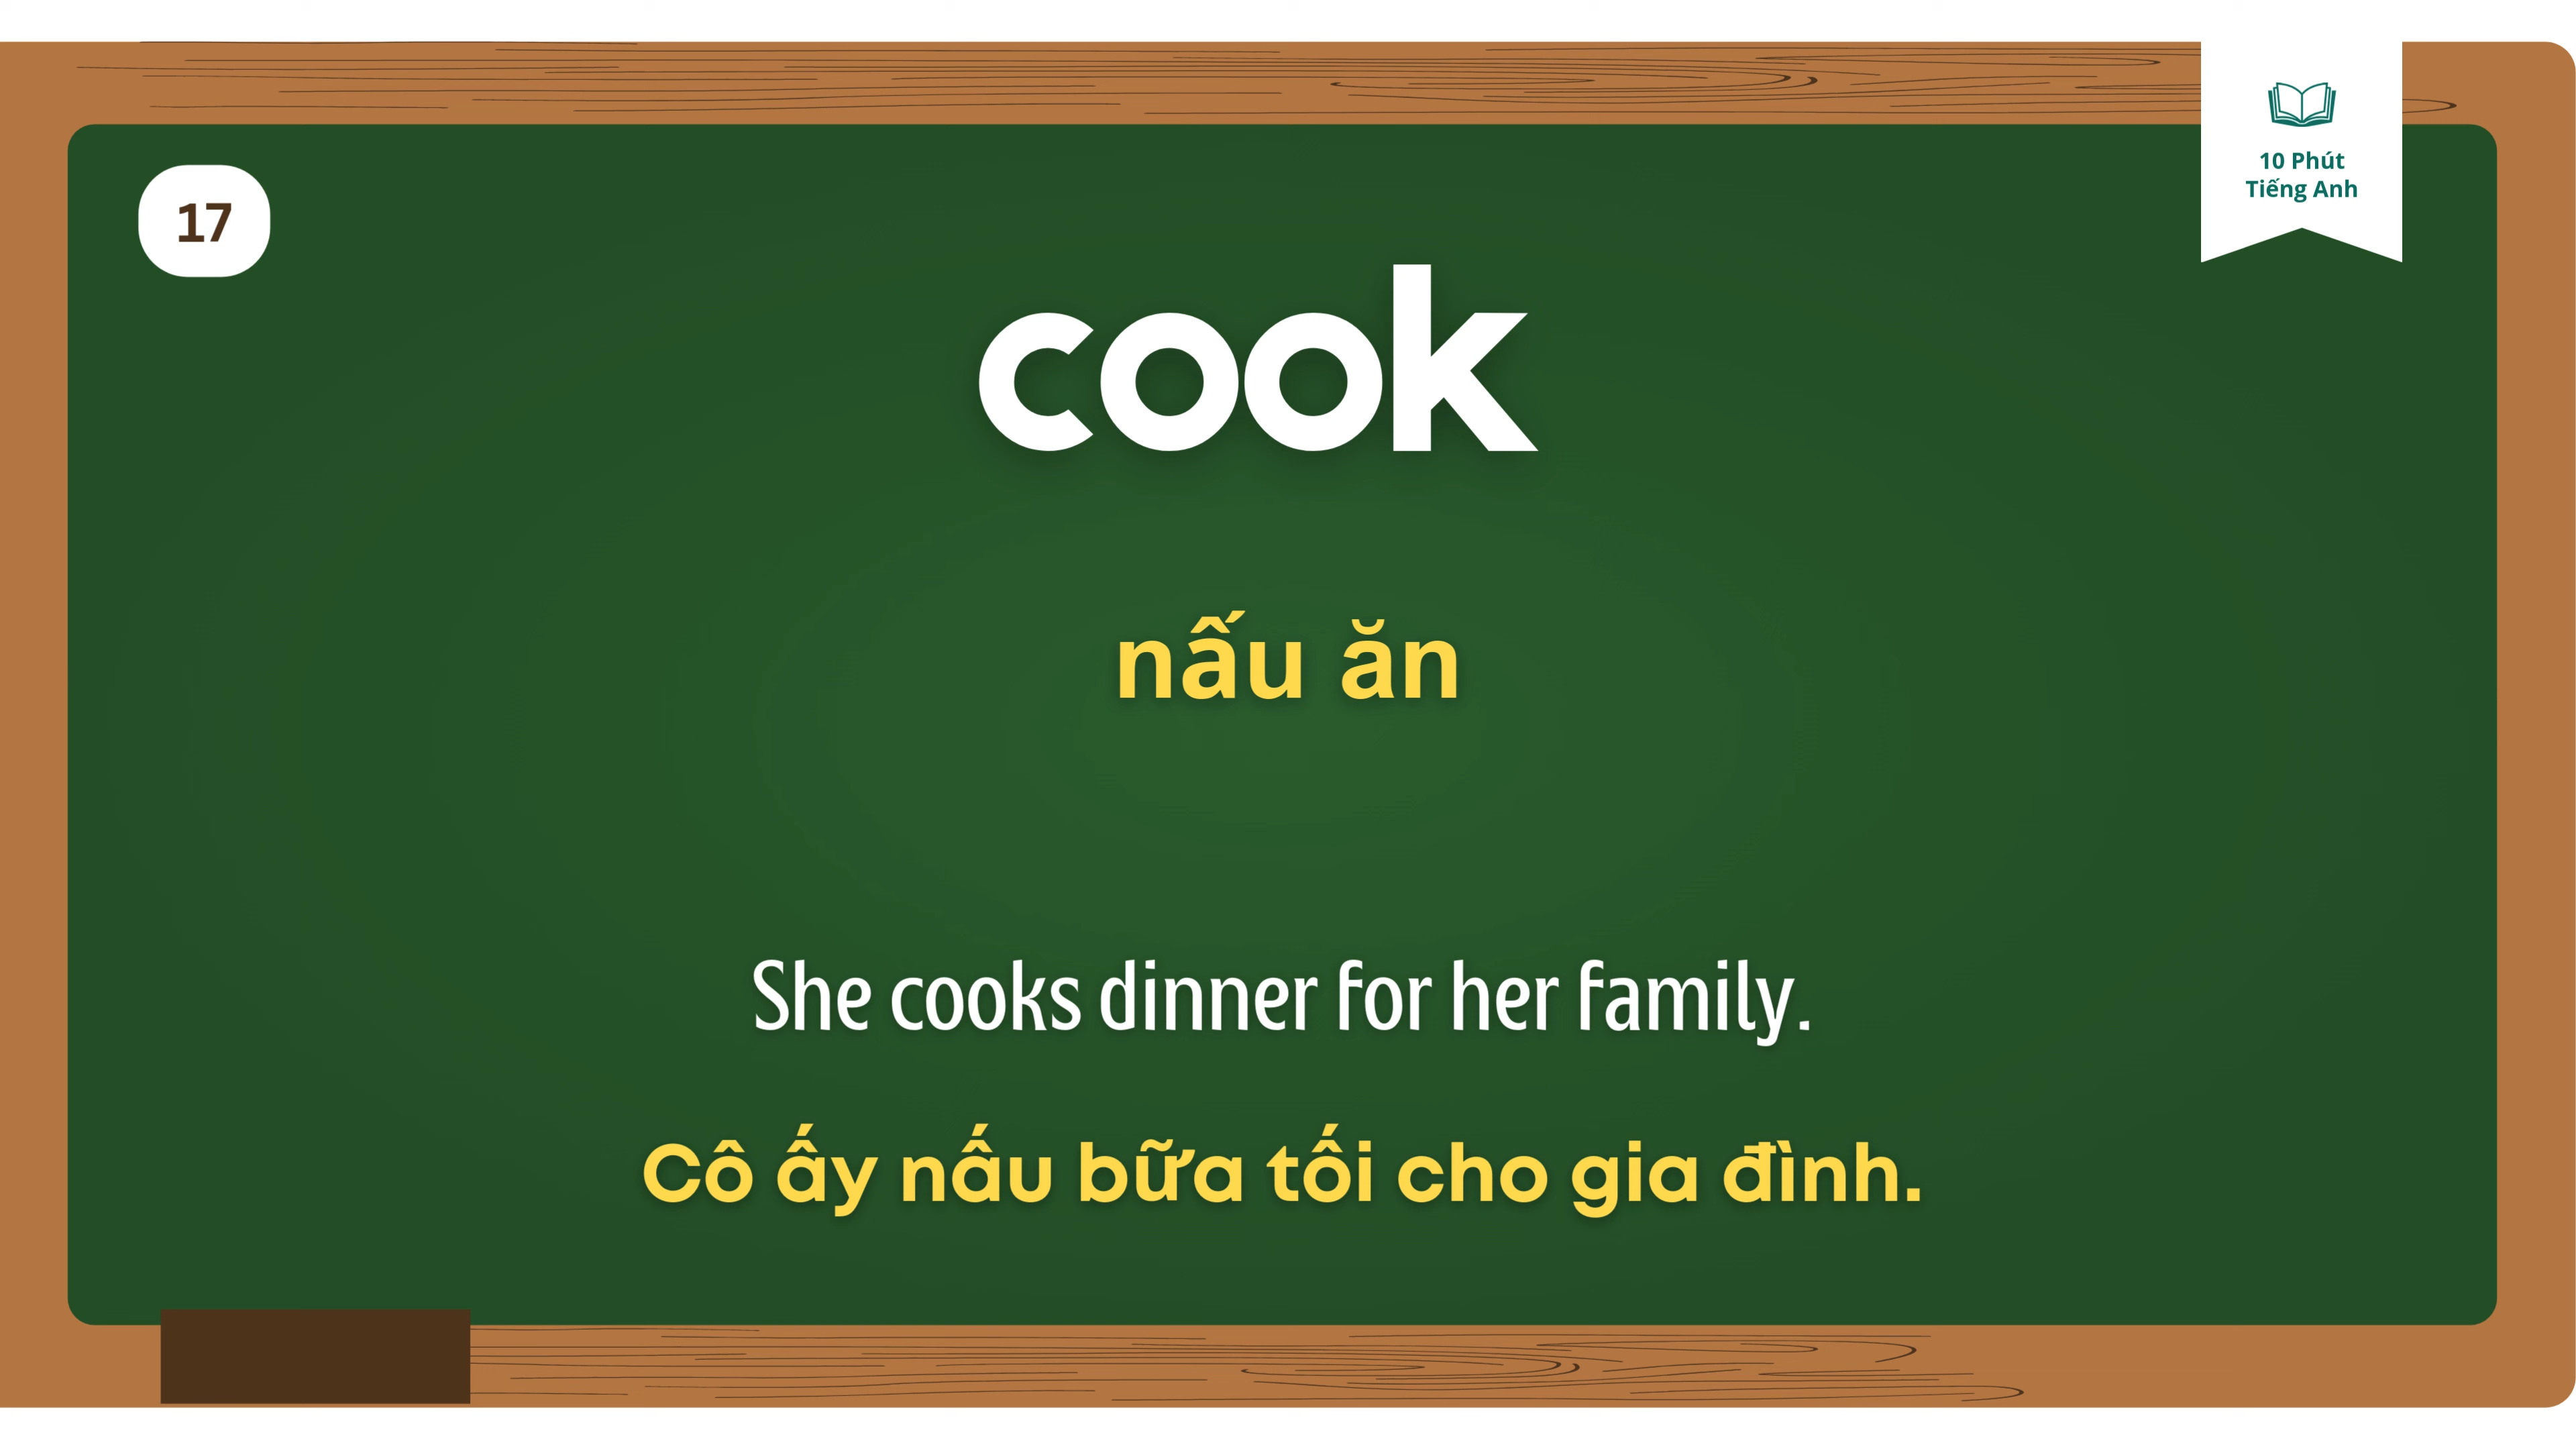 10 Phút
Tiếng Anh
17
cook
nấu ăn
She cooks dinner for her family.
Cô ấy nấu bữa tối cho gia đình.